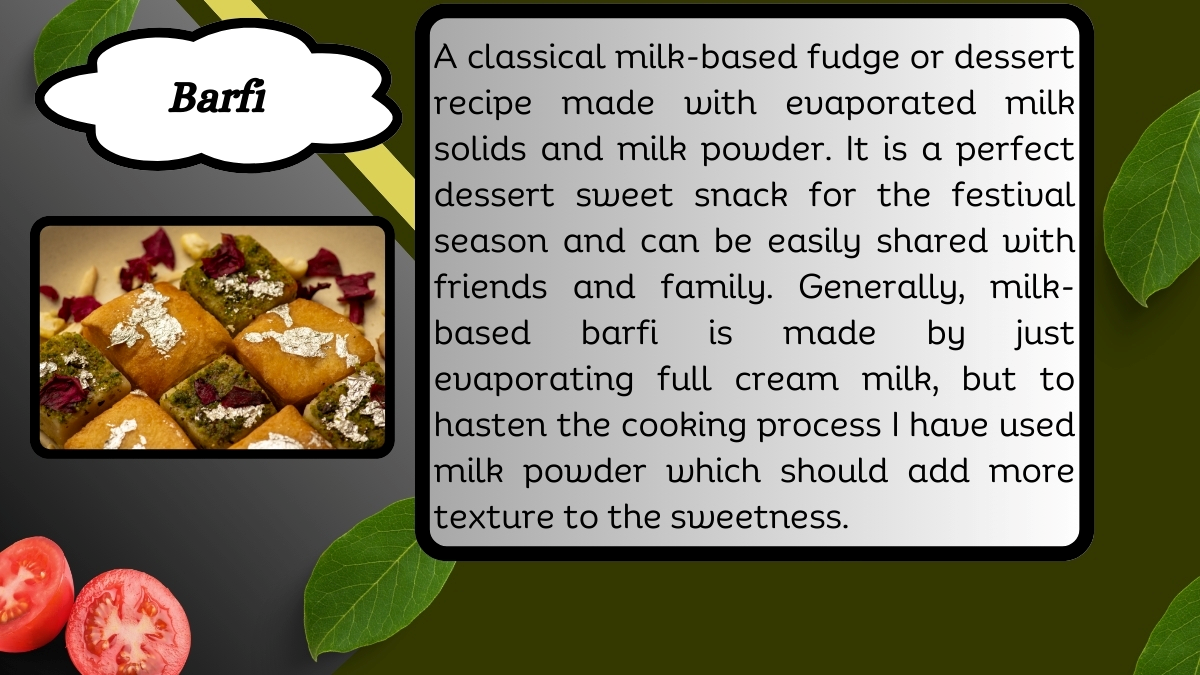 Barfi
A classical milk-based fudge or dessert
recipe made with evaporated milk
solids and milk powder. It is a perfect
dessert sweet snack for the festival
season and can be easily shared with
friends and family. Generally, milk-
based barfi is made by just
evaporating full cream milk, but to
hasten the cooking process I have used
milk powder which should add more
texture to the sweetness.